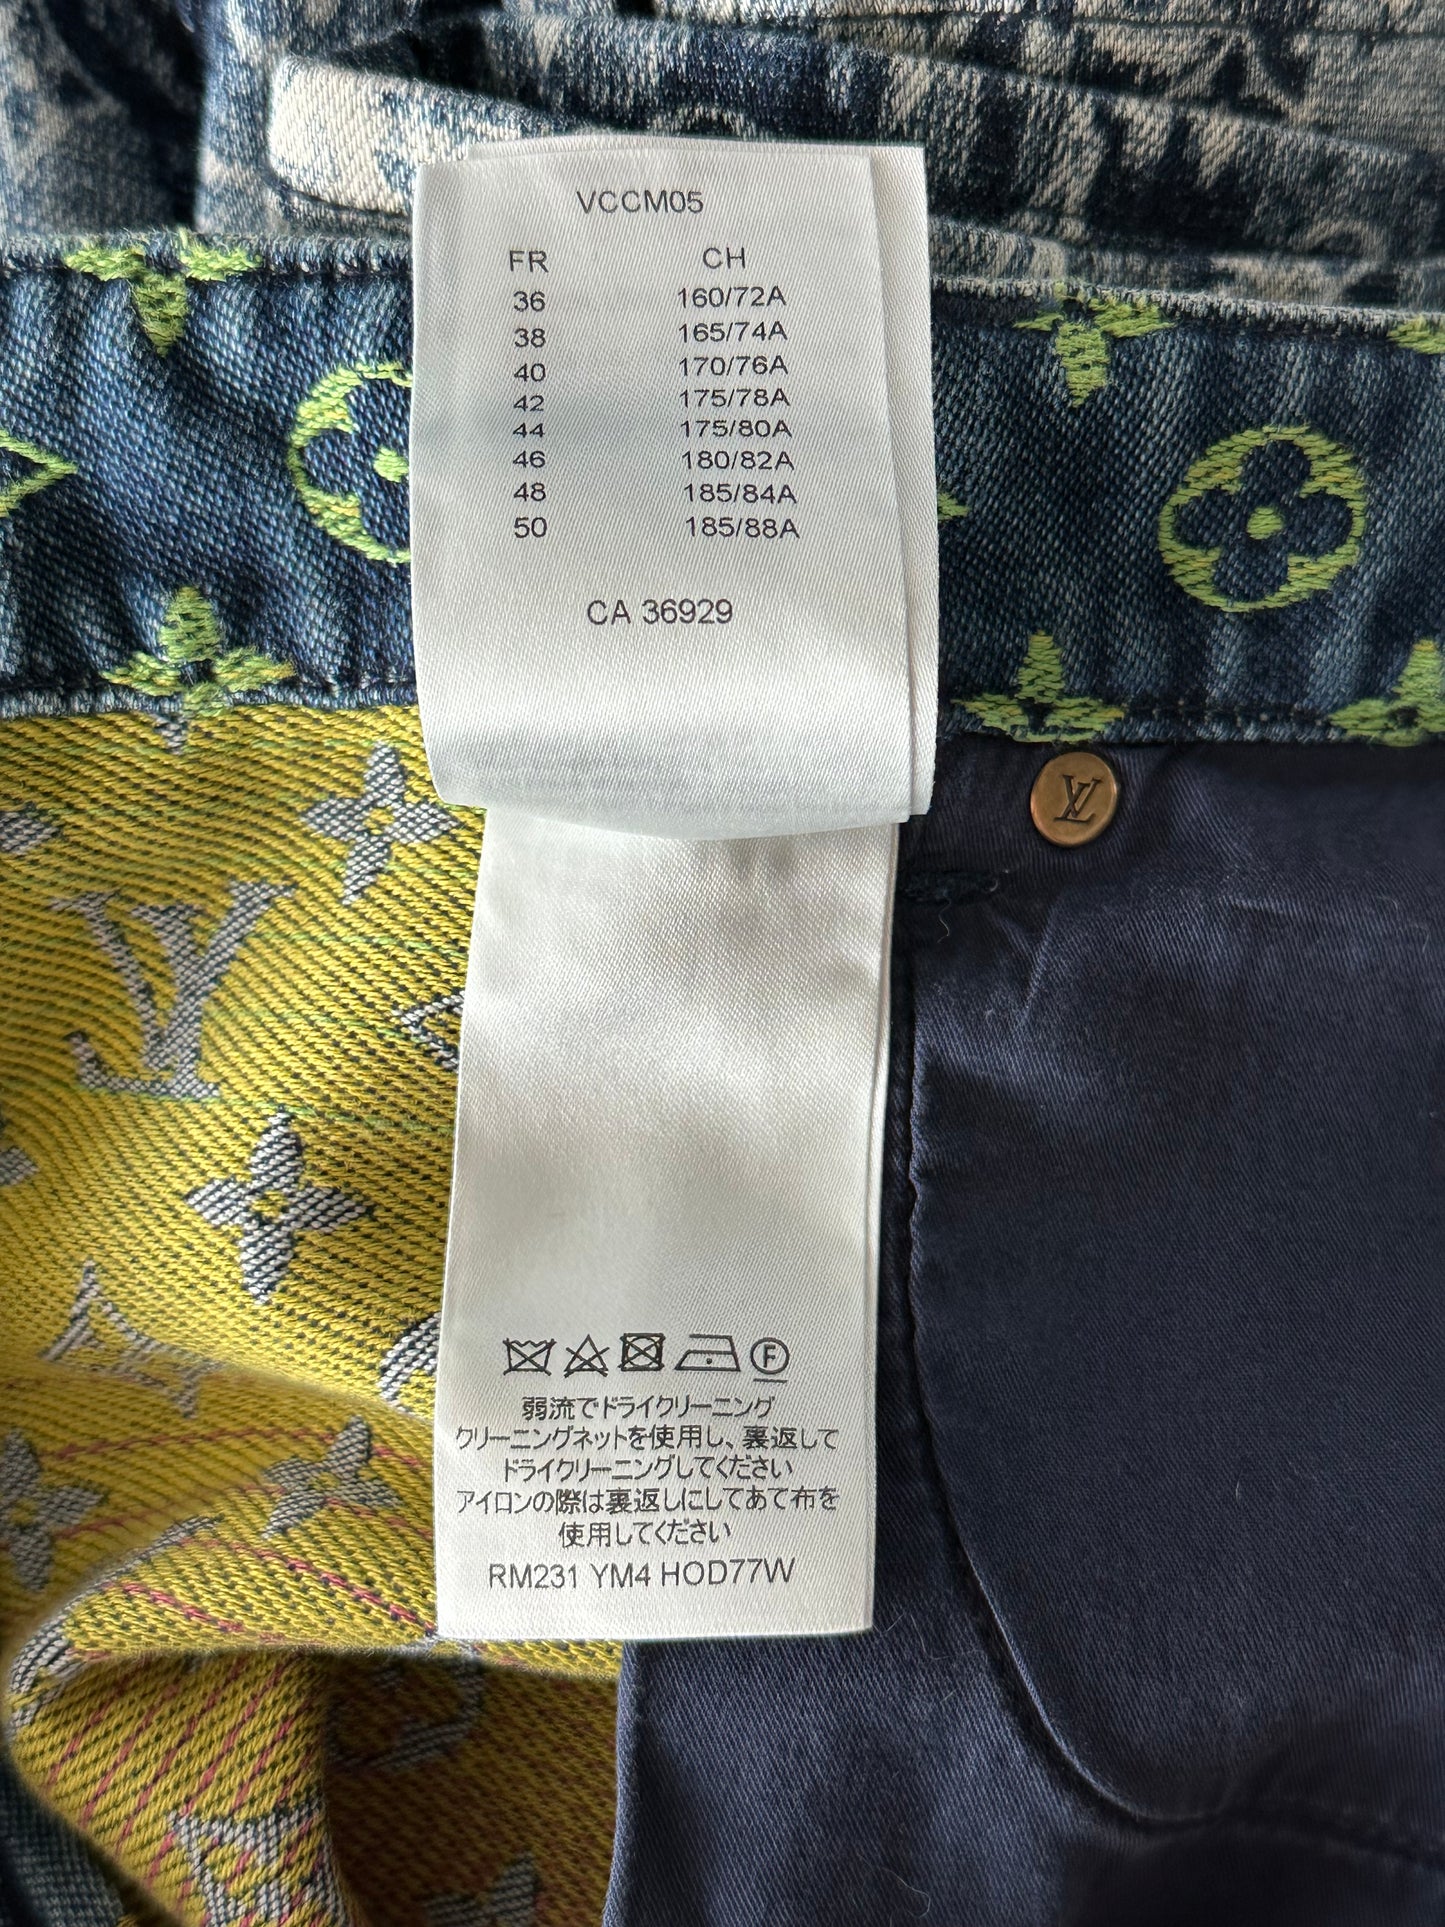 VCCM05
FR CH
36 160/72A
38 165/74A
40 170/76A
42 175/78A
44 175/80A
46 180/82A
48 185/84A
50 185/88A
CA 36929
F
弱流でドライクリーニング
クリーニングネットを使用し、裏返して
ドライクリーニングしてください
アイロンの際は裏返しにしてあて布を
使用してください
RM231 YM4 HOD77W
LV
LV